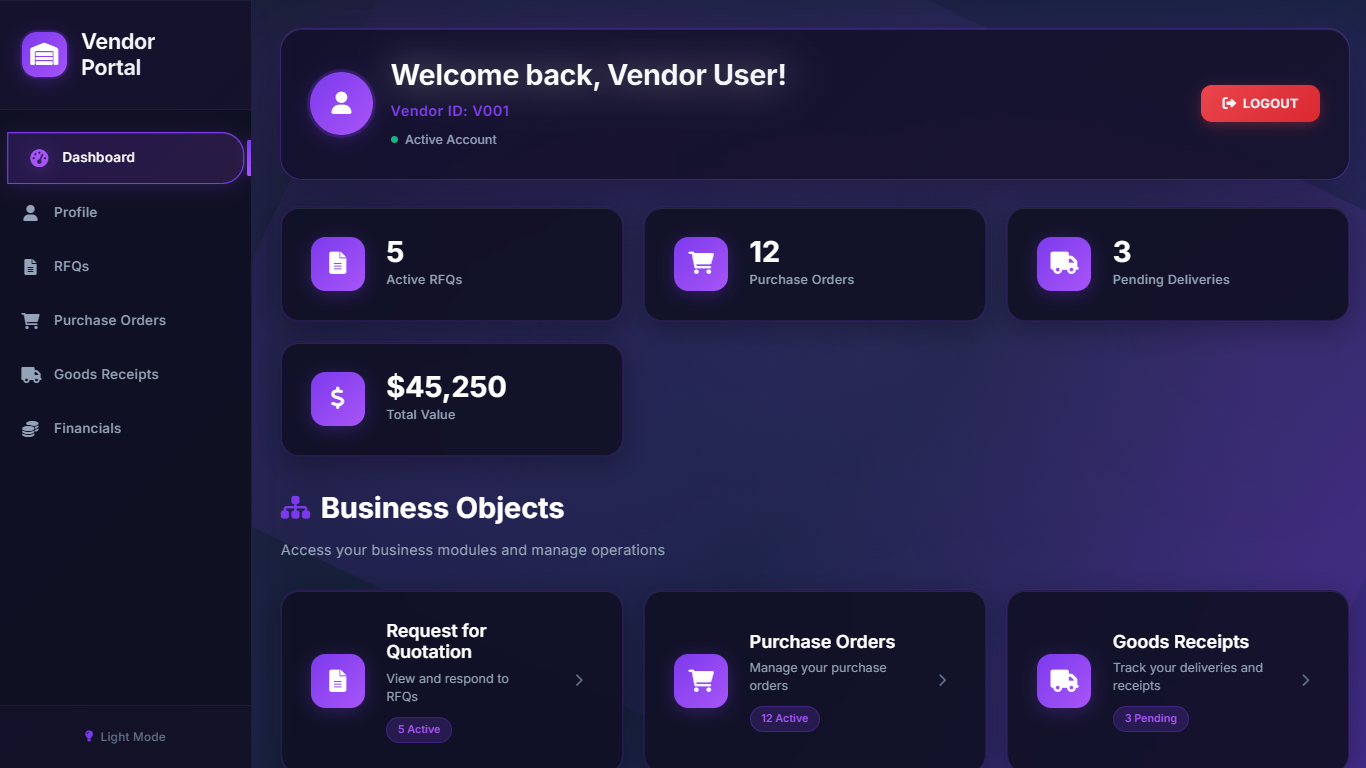 Vendor
Portal
Dashboard
Profile
RFQs
Purchase Orders
Goods Receipts
Financials
Light Mode
Welcome back, Vendor User!
Vendor ID: V001
Active Account
LOGOUT
5
Active RFQs
12
Purchase Orders
3
Pending Deliveries
$45,250
Total Value
Business Objects
Access your business modules and manage operations
Request for
Quotation
View and respond to
RFQs
5 Active
Purchase Orders
Manage your purchase
orders
12 Active
Goods Receipts
Track your deliveries and
receipts
3 Pending